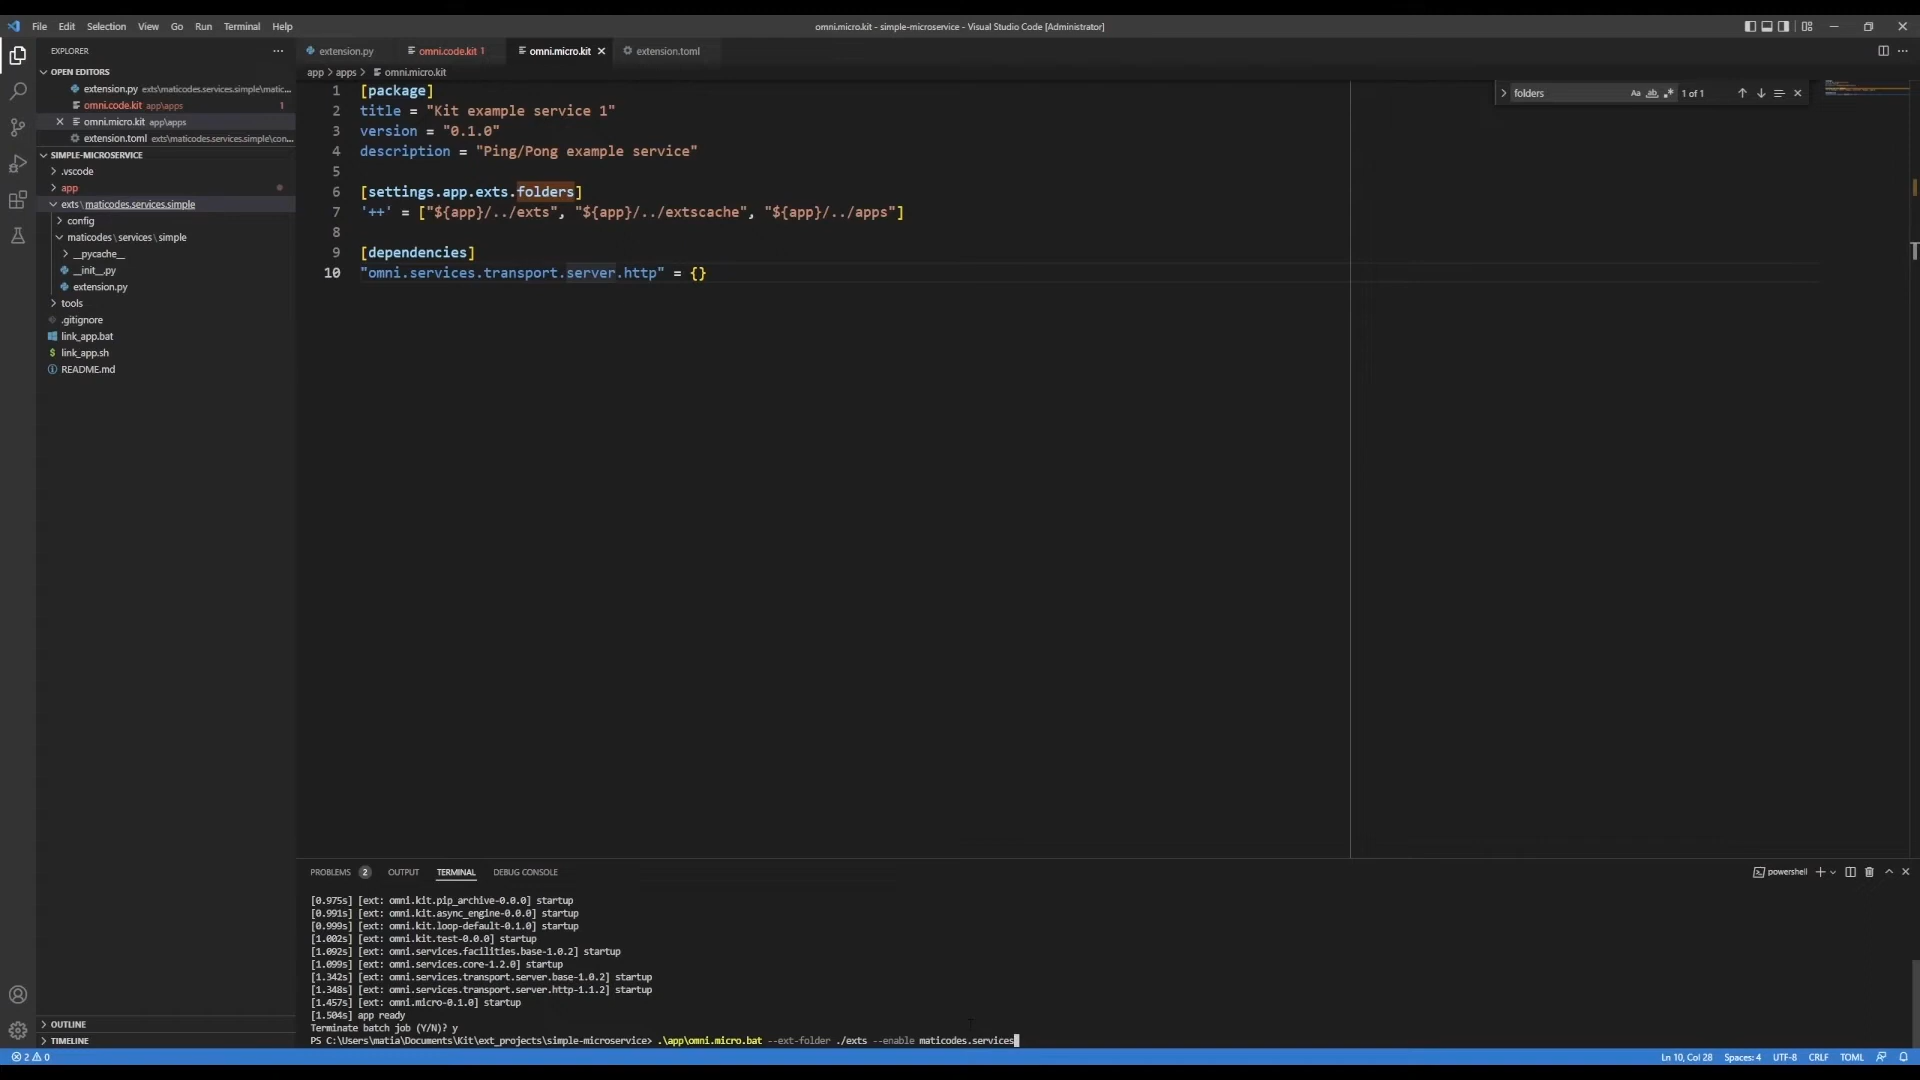 File Edit Selection View Go Run Terminal Help
omni.micro.kit - simple-microservice - Visual Studio Code [Administrator]
EXPLORER
extension.py omni.code.kit 1 omni.micro.kit extension.toml
OPEN EDITORS
app > apps > omni.micro.kit
extension.py exts\maticodes.services.simple\matic...
omni.code.kit app\apps 1
omni.micro.kit app\apps
extension.toml exts\maticodes.services.simple\con...
SIMPLE-MICROSERVICE
.vscode
app
exts\maticodes.services.simple
config
maticodes\services\simple
__pycache__
__init__.py
extension.py
tools
.gitignore
link_app.bat
link_app.sh
README.md
OUTLINE
TIMELINE
1 [package]
2 title = "Kit example service 1"
3 version = "0.1.0"
4 description = "Ping/Pong example service"
5
6 [settings.app.exts.folders]
7 '++' = ["${app}/../exts", "${app}/../extscache", "${app}/../apps"]
8
9 [dependencies]
10 "omni.services.transport.server.http" = {}
folders Aa ab .* 1 of 1
PROBLEMS 2 OUTPUT TERMINAL DEBUG CONSOLE
powershell
[0.975s] [ext: omni.kit.pip_archive-0.0.0] startup
[0.991s] [ext: omni.kit.async_engine-0.0.0] startup
[0.999s] [ext: omni.kit.loop-default-0.1.0] startup
[1.002s] [ext: omni.kit.test-0.0.0] startup
[1.092s] [ext: omni.services.facilities.base-1.0.2] startup
[1.099s] [ext: omni.services.core-1.2.0] startup
[1.342s] [ext: omni.services.transport.server.base-1.0.2] startup
[1.348s] [ext: omni.services.transport.server.http-1.1.2] startup
[1.457s] [ext: omni.micro-0.1.0] startup
[1.504s] app ready
Terminate batch job (Y/N)? y
PS C:\Users\matia\Documents\Kit\ext_projects\simple-microservice> .\app\omni.micro.bat --ext-folder ./exts --enable maticodes.services
2 0
Ln 10, Col 28 Spaces: 4 UTF-8 CRLF TOML